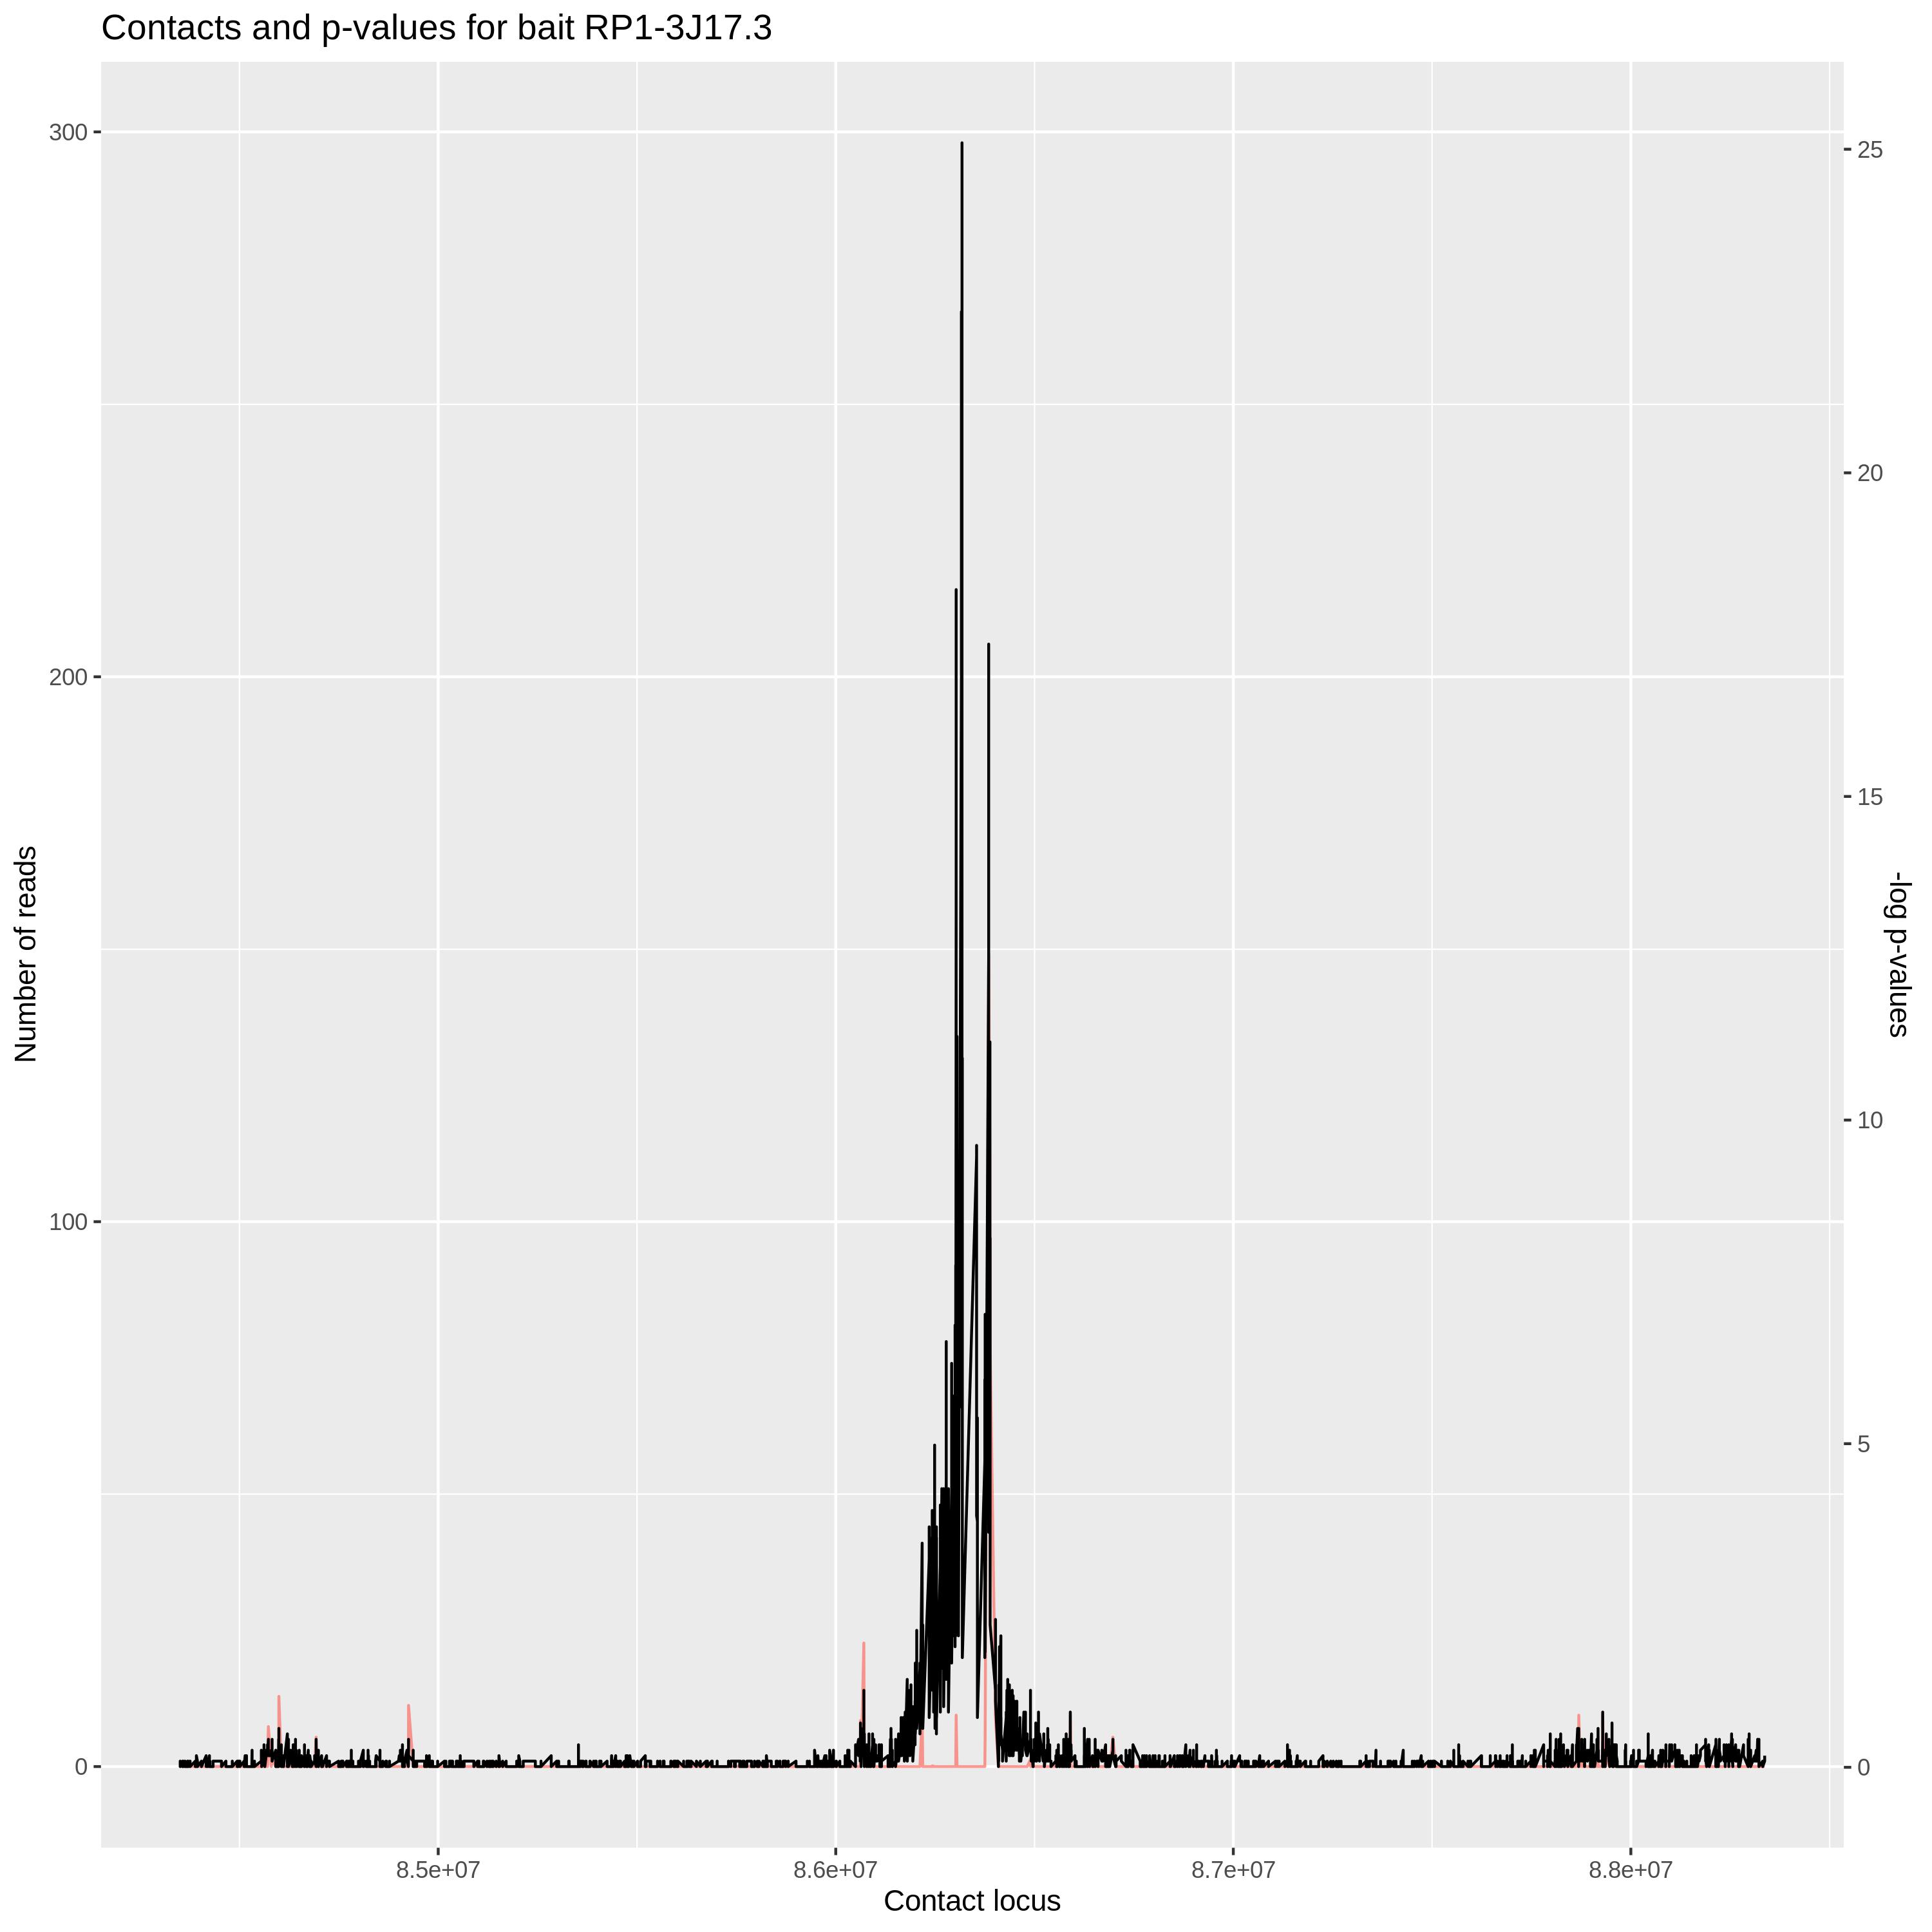 Contacts and p-values for bait RP1-3J17.3
300
200
100
0
25
20
15
10
5
0
Number of reads
-log p-values
8.5e+07
8.6e+07
8.7e+07
8.8e+07
Contact locus